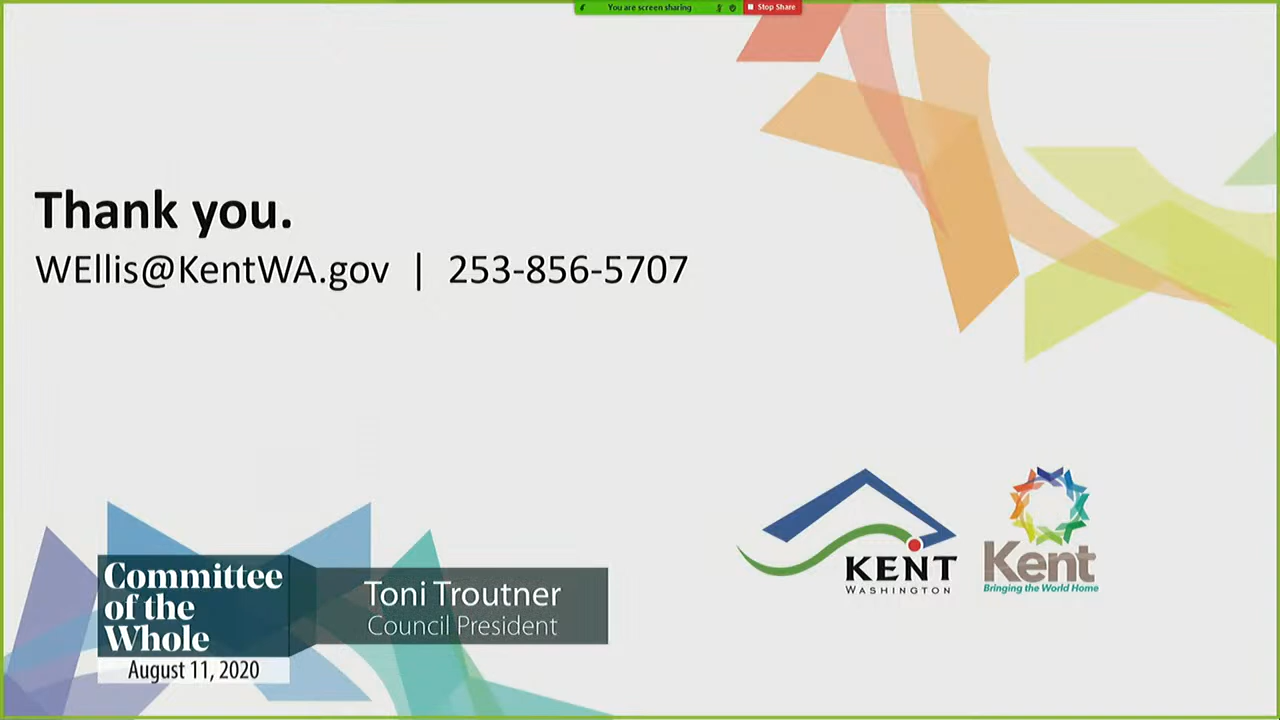 You are screen sharing
Stop Share
Thank you.
WEllis@KentWA.gov | 253-856-5707
KENT
WASHINGTON
Kent
Bringing the World Home
Committee
of the
Whole
August 11, 2020
Toni Troutner
Council President